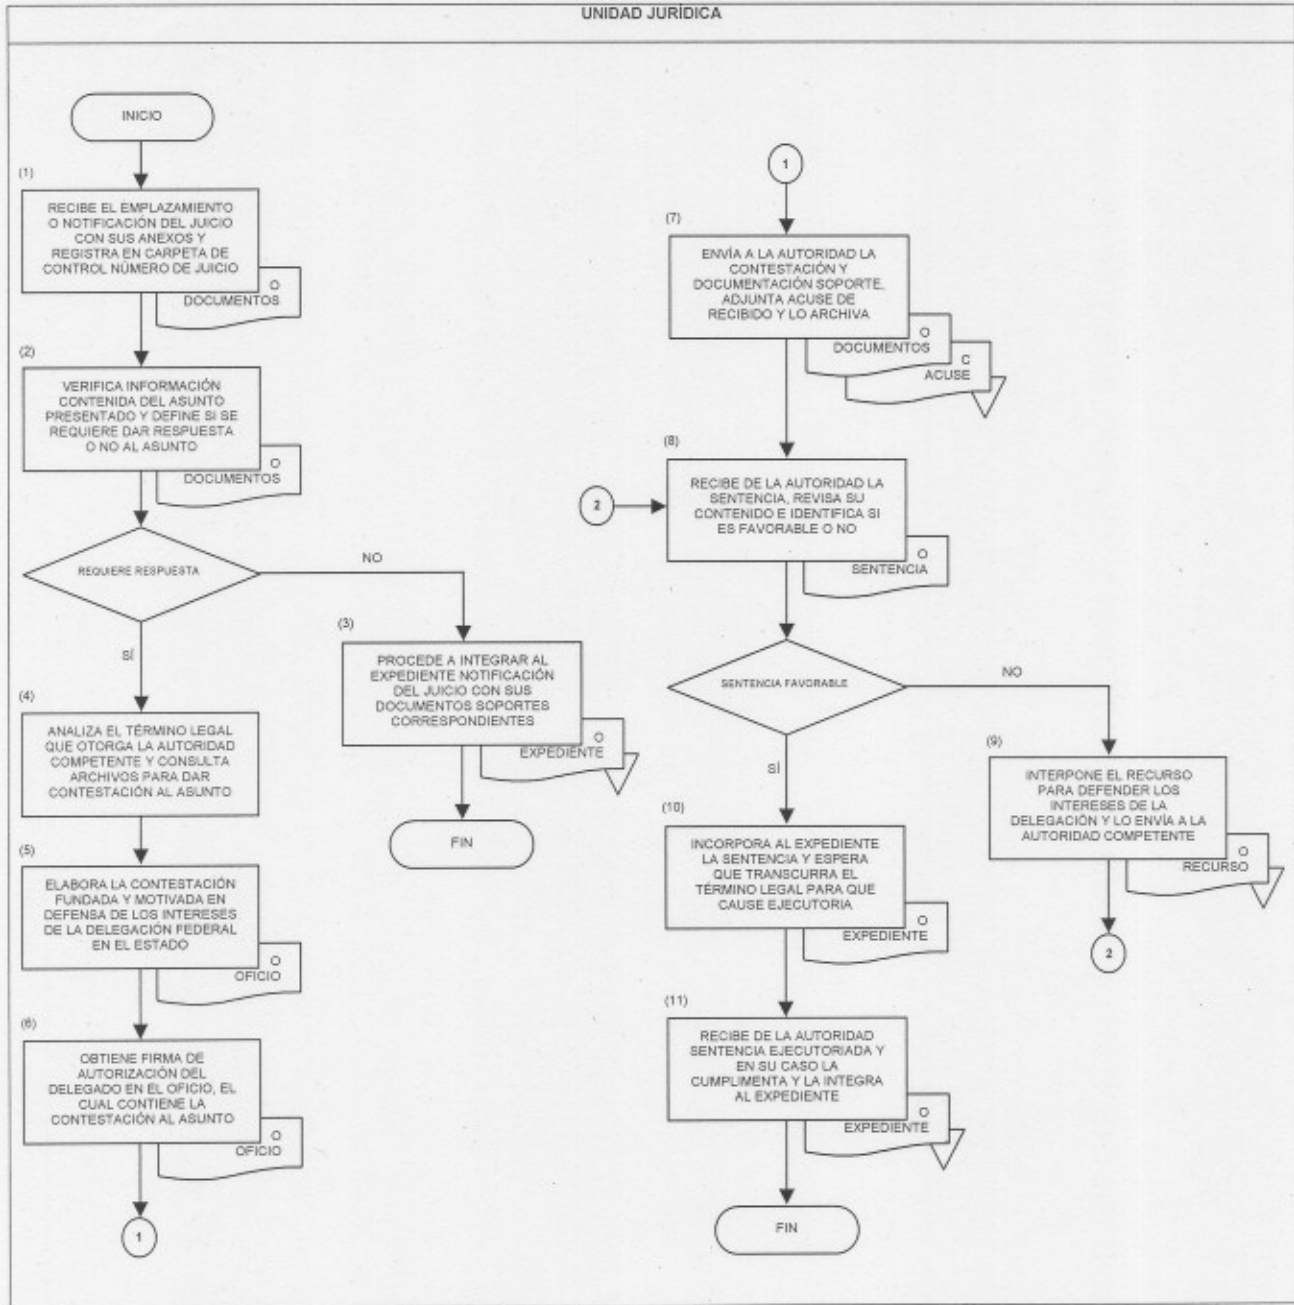 UNIDAD JURÍDICA
INICIO
(1)
RECIBE EL EMPLAZAMIENTO
O NOTIFICACIÓN DEL JUICIO
CON SUS ANEXOS Y
REGISTRA EN CARPETA DE
CONTROL NÚMERO DE JUICIO
O
DOCUMENTOS
(2)
VERIFICA INFORMACIÓN
CONTENIDA DEL ASUNTO
PRESENTADO Y DEFINE SI SE
REQUIERE DAR RESPUESTA
O NO AL ASUNTO
O
DOCUMENTOS
REQUIERE RESPUESTA
NO
SÍ
(3)
PROCEDE A INTEGRAR AL
EXPEDIENTE NOTIFICACIÓN
DEL JUICIO CON SUS
DOCUMENTOS SOPORTES
CORRESPONDIENTES
O
EXPEDIENTE
FIN
(4)
ANALIZA EL TÉRMINO LEGAL
QUE OTORGA LA AUTORIDAD
COMPETENTE Y CONSULTA
ARCHIVOS PARA DAR
CONTESTACIÓN AL ASUNTO
(5)
ELABORA LA CONTESTACIÓN
FUNDADA Y MOTIVADA EN
DEFENSA DE LOS INTERESES
DE LA DELEGACIÓN FEDERAL
EN EL ESTADO
O
OFICIO
(6)
OBTIENE FIRMA DE
AUTORIZACIÓN DEL
DELEGADO EN EL OFICIO, EL
CUAL CONTIENE LA
CONTESTACIÓN AL ASUNTO
O
OFICIO
1
1
(7)
ENVÍA A LA AUTORIDAD LA
CONTESTACIÓN Y
DOCUMENTACIÓN SOPORTE,
ADJUNTA ACUSE DE
RECIBIDO Y LO ARCHIVA
O
DOCUMENTOS
C
ACUSE
(8)
2
RECIBE DE LA AUTORIDAD LA
SENTENCIA, REVISA SU
CONTENIDO E IDENTIFICA SI
ES FAVORABLE O NO
O
SENTENCIA
SENTENCIA FAVORABLE
NO
SÍ
(9)
INTERPONE EL RECURSO
PARA DEFENDER LOS
INTERESES DE LA
DELEGACIÓN Y LO ENVÍA A LA
AUTORIDAD COMPETENTE
O
RECURSO
2
(10)
INCORPORA AL EXPEDIENTE
LA SENTENCIA Y ESPERA
QUE TRANSCURRA EL
TÉRMINO LEGAL PARA QUE
CAUSE EJECUTORIA
O
EXPEDIENTE
(11)
RECIBE DE LA AUTORIDAD
SENTENCIA EJECUTORIADA Y
EN SU CASO LA
CUMPLIMENTA Y LA INTEGRA
AL EXPEDIENTE
O
EXPEDIENTE
FIN